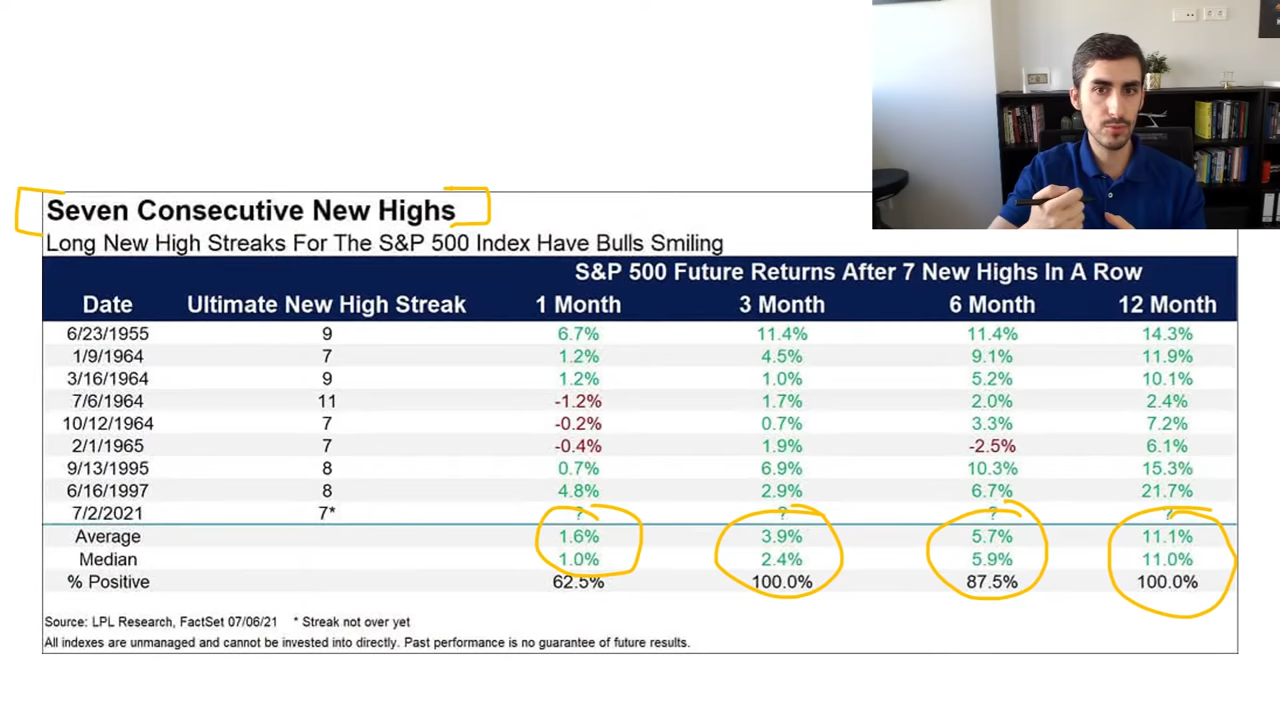 Seven Consecutive New Highs
Long New High Streaks For The S&P 500 Index Have Bulls Smiling
S&P 500 Future Returns After 7 New Highs In A Row
Date Ultimate New High Streak 1 Month 3 Month 6 Month 12 Month
6/23/1955 9 6.7% 11.4% 11.4% 14.3%
1/9/1964 7 1.2% 4.5% 9.1% 11.9%
3/16/1964 9 1.2% 1.0% 5.2% 10.1%
7/6/1964 11 -1.2% 1.7% 2.0% 2.4%
10/12/1964 7 -0.2% 0.7% 3.3% 7.2%
2/1/1965 7 -0.4% 1.9% -2.5% 6.1%
9/13/1995 8 0.7% 6.9% 10.3% 15.3%
6/16/1997 8 4.8% 2.9% 6.7% 21.7%
7/2/2021 7* ? ? ? ?
Average 1.6% 3.9% 5.7% 11.1%
Median 1.0% 2.4% 5.9% 11.0%
% Positive 62.5% 100.0% 87.5% 100.0%
Source: LPL Research, FactSet 07/06/21 * Streak not over yet
All indexes are unmanaged and cannot be invested into directly. Past performance is no guarantee of future results.